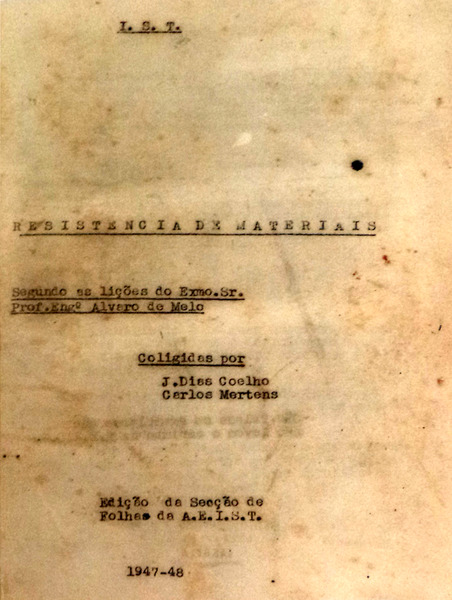 I. S. T.
RESISTENCIA DE MATERIAIS
Segundo as lições do Exmo.Sr.
Prof.Engº Alvaro de Melo
Coligidas por
J.Dias Coelho
Carlos Mertens
Edição da Secção de
Folhas da A.E.I.S.T.
1947-48